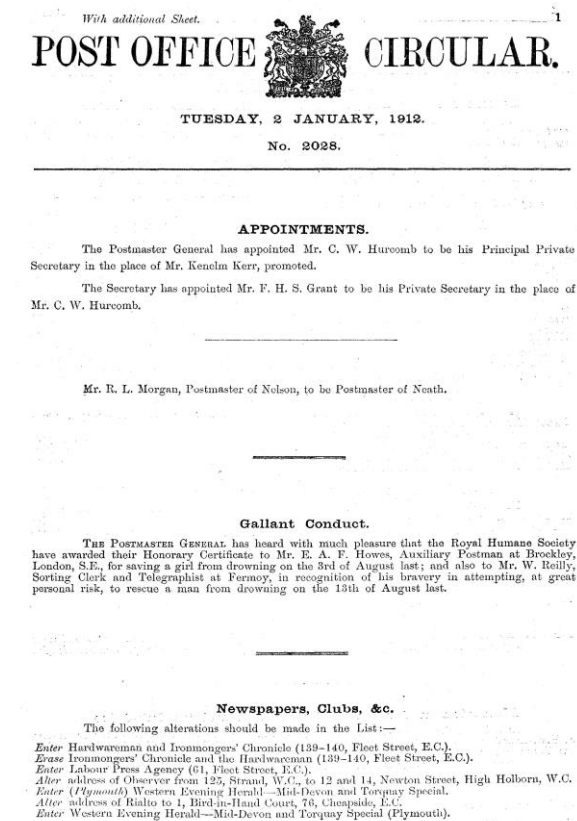 With additional Sheet.
1
POST OFFICE CIRCULAR.
TUESDAY, 2 JANUARY, 1912.
No. 2028.
APPOINTMENTS.
The Postmaster General has appointed Mr. C. W. Hurcomb to be his Principal Private
Secretary in the place of Mr. Kenelm Kerr, promoted.
The Secretary has appointed Mr. F. H. S. Grant to be his Private Secretary in the place of
Mr. C. W. Hurcomb.
Mr. R. L. Morgan, Postmaster of Nelson, to be Postmaster of Neath.
Gallant Conduct.
THE POSTMASTER GENERAL has heard with much pleasure that the Royal Humane Society
have awarded their Honorary Certificate to Mr. E. A. F. Howes, Auxiliary Postman at Brockley,
London, S.E., for saving a girl from drowning on the 3rd of August last; and also to Mr. W. Reilly,
Sorting Clerk and Telegraphist at Fermoy, in recognition of his bravery in attempting, at great
personal risk, to rescue a man from drowning on the 13th of August last.
Newspapers, Clubs, &c.
The following alterations should be made in the List:—
Enter Hardwareman and Ironmongers' Chronicle (139-140, Fleet Street, E.C.).
Erase Ironmongers' Chronicle and the Hardwareman (139-140, Fleet Street, E.C.).
Enter Labour Press Agency (61, Fleet Street, E.C.).
Alter address of Observer from 125, Strand, W.C., to 12 and 14, Newton Street, High Holborn, W.C.
Enter (Plymouth) Western Evening Herald—Mid-Devon and Torquay Special.
Alter address of Rialto to 1, Bird-in-Hand Court, 76, Cheapside, E.C.
Enter Western Evening Herald—Mid-Devon and Torquay Special (Plymouth).